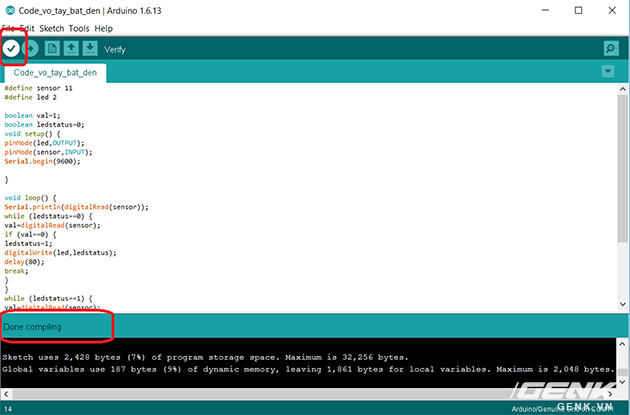 Code_vo_tay_bat_den | Arduino 1.6.13
File Edit Sketch Tools Help
Verify
Code_vo_tay_bat_den
#define sensor 11
#define led 2
boolean val=1;
boolean ledstatus=0;
void setup() {
pinMode(led,OUTPUT);
pinMode(sensor,INPUT);
Serial.begin(9600);
}
void loop() {
Serial.println(digitalRead(sensor));
while (ledstatus==0) {
val=digitalRead(sensor);
if (val==0) {
ledstatus=1;
digitalWrite(led,ledstatus);
delay(80);
break;
}
}
while (ledstatus==1) {
val=digitalRead(sensor);
Done compiling.
Sketch uses 2,428 bytes (7%) of program storage space. Maximum is 32,256 bytes.
Global variables use 187 bytes (9%) of dynamic memory, leaving 1,861 bytes for local variables. Maximum is 2,048 bytes.
GENK
14
Arduino/Genuino Uno on
GENK.VN